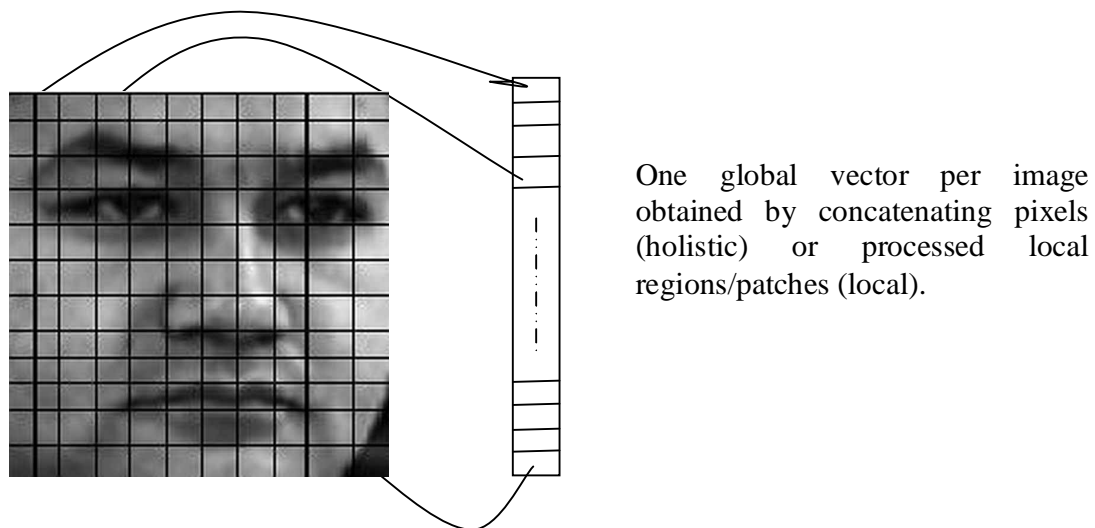 One global vector per image
obtained by concatenating pixels
(holistic) or processed local
regions/patches (local).